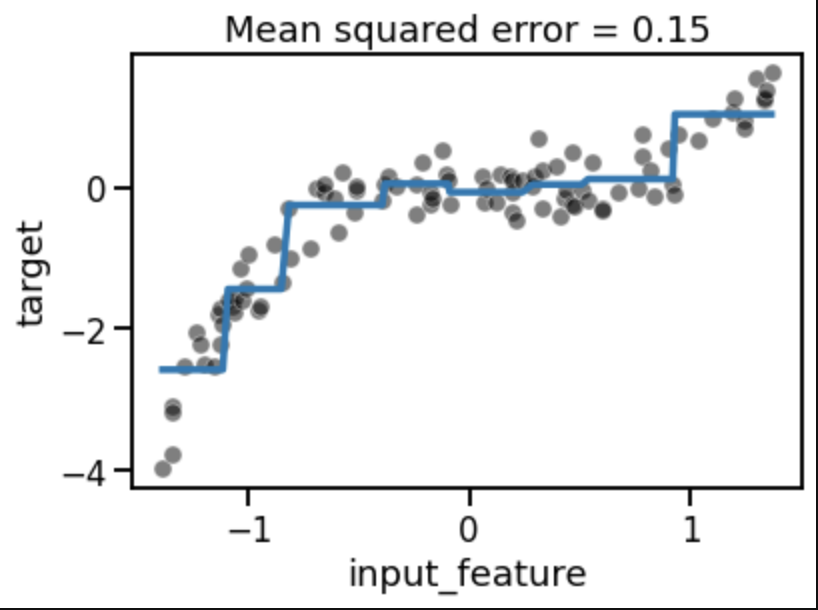 Mean squared error = 0.15
target
0
−2
−4
−1
0
1
input_feature